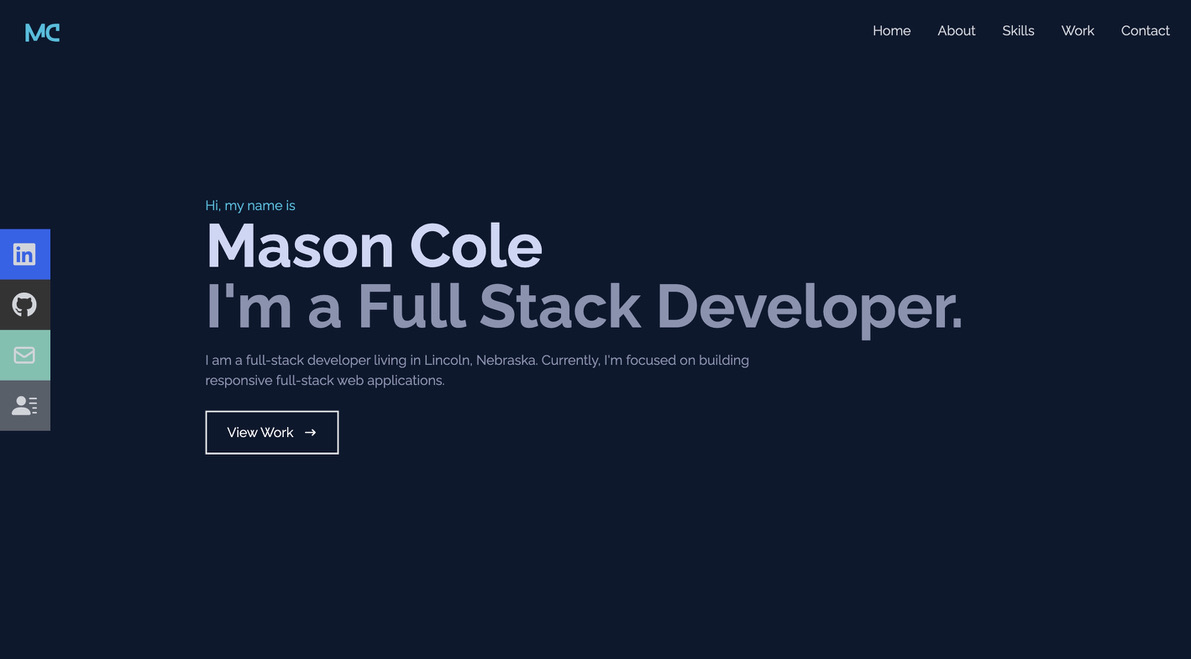 MC
Home About Skills Work Contact
Hi, my name is
Mason Cole
I'm a Full Stack Developer.
I am a full-stack developer living in Lincoln, Nebraska. Currently, I'm focused on building
responsive full-stack web applications.
in
View Work →